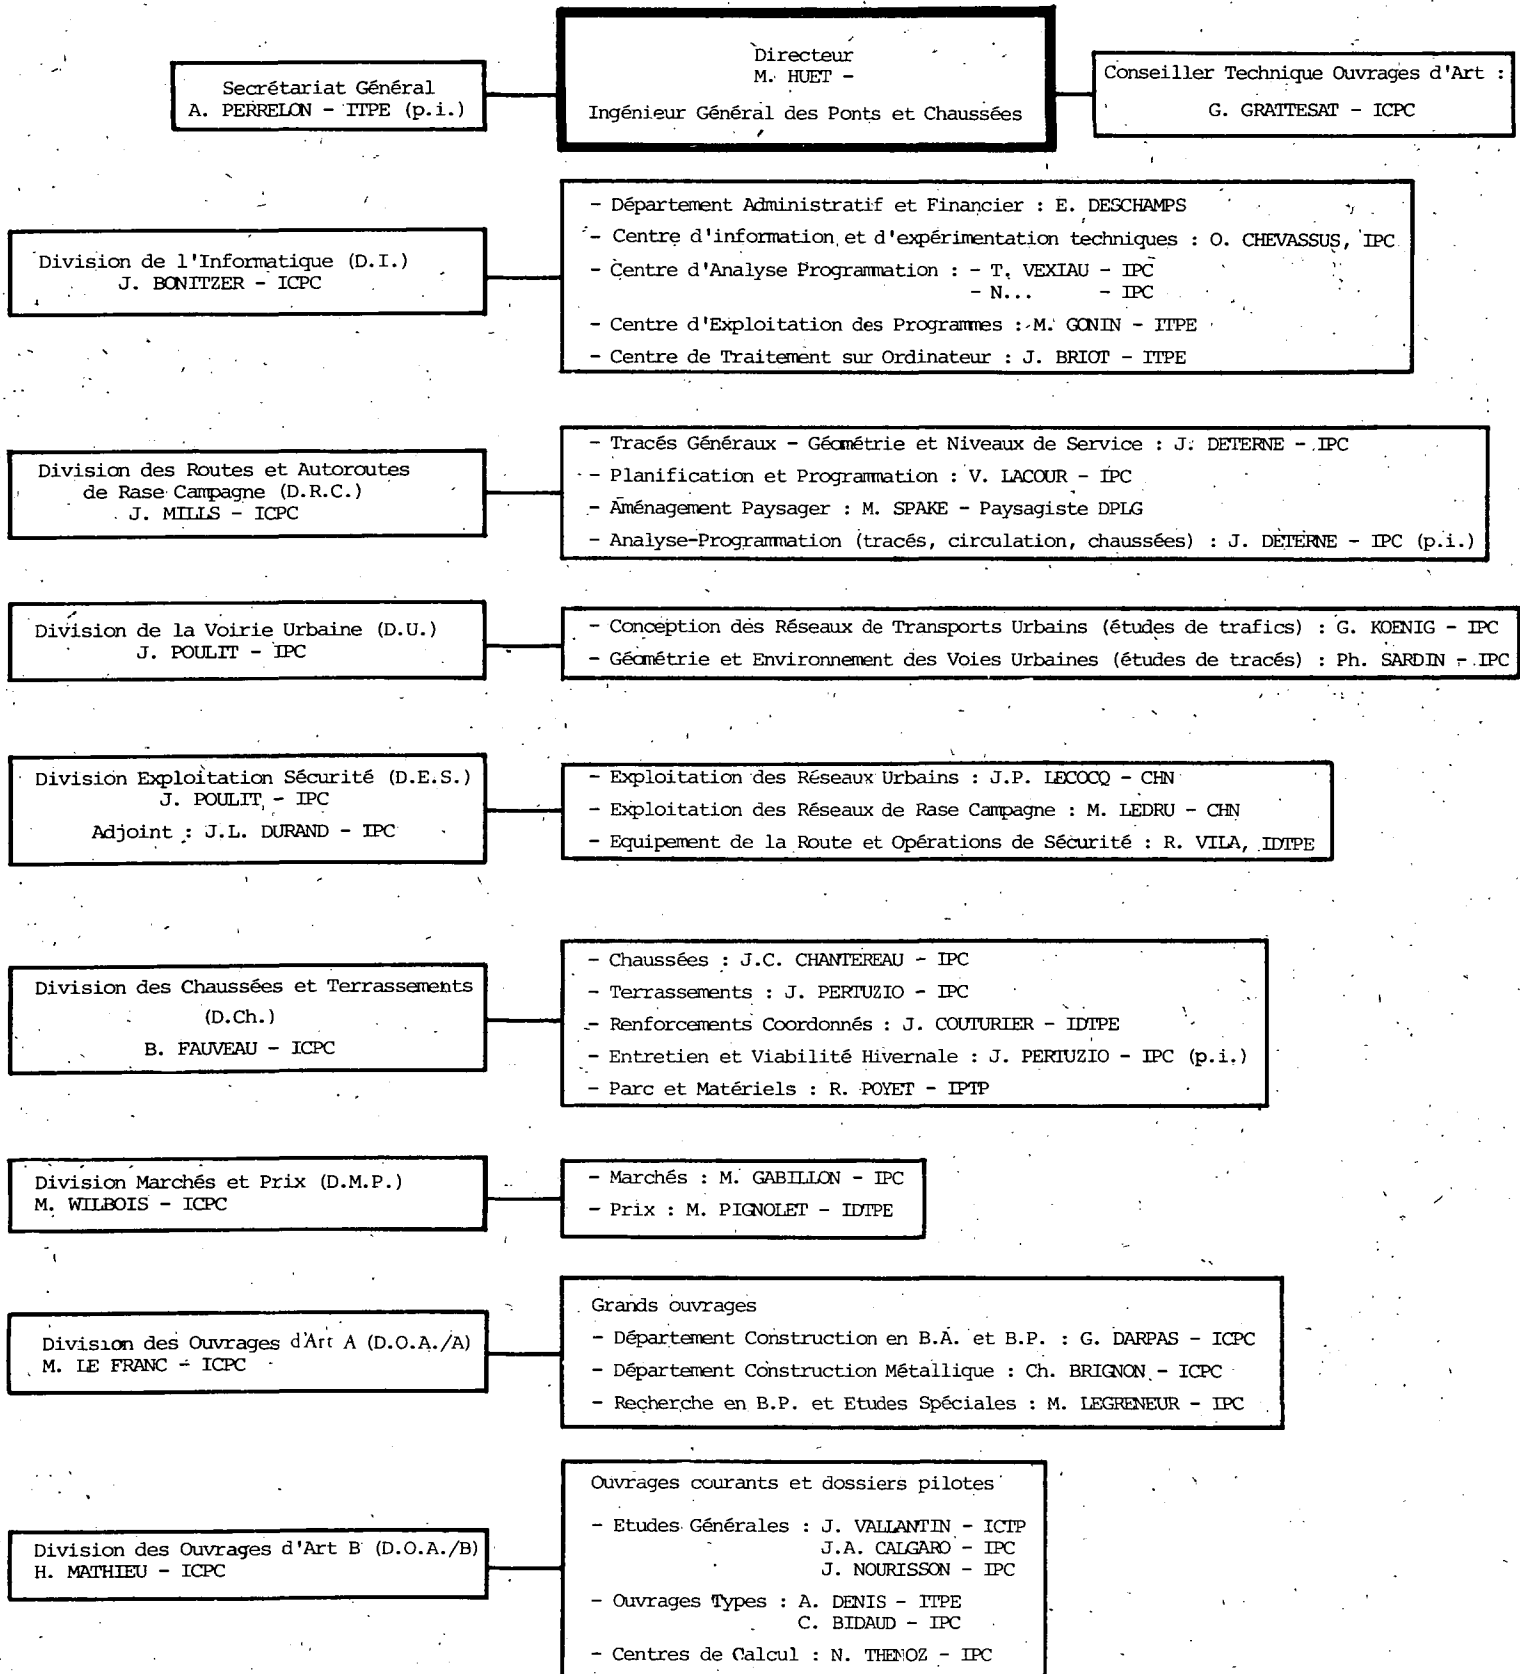 Directeur
M. HUET -
Ingénieur Général des Ponts et Chaussées
Secrétariat Général
A. PERRELON - ITPE (p.i.)
Conseiller Technique Ouvrages d'Art :
G. GRATTESAT - ICPC
Division de l'Informatique (D.I.)
J. BONITZER - ICPC
- Département Administratif et Financier : E. DESCHAMPS
- Centre d'information et d'expérimentation techniques : O. CHEVASSUS, IPC
- Centre d'Analyse Programmation : - T. VEXIAU - IPC
- N... - IPC
- Centre d'Exploitation des Programmes : M. GONIN - ITPE
- Centre de Traitement sur Ordinateur : J. BRIOT - ITPE
Division des Routes et Autoroutes
de Rase Campagne (D.R.C.)
J. MILLS - ICPC
- Tracés Généraux - Géométrie et Niveaux de Service : J. DETERNE - IPC
- Planification et Programmation : V. LACOUR - IPC
- Aménagement Paysager : M. SPAKE - Paysagiste DPLG
- Analyse-Programmation (tracés, circulation, chaussées) : J. DETERNE - IPC (p.i.)
Division de la Voirie Urbaine (D.U.)
J. POULIT - IPC
- Conception des Réseaux de Transports Urbains (études de trafics) : G. KOENIG - IPC
- Géométrie et Environnement des Voies Urbaines (études de tracés) : Ph. SARDIN - IPC
Division Exploitation Sécurité (D.E.S.)
J. POULIT - IPC
Adjoint : J.L. DURAND - IPC
- Exploitation des Réseaux Urbains : J.P. LECOCQ - CHN
- Exploitation des Réseaux de Rase Campagne : M. LEDRU - CHN
- Equipement de la Route et Opérations de Sécurité : R. VILA, IDTPE
Division des Chaussées et Terrassements
(D.Ch.)
B. FAUVEAU - ICPC
- Chaussées : J.C. CHANTEREAU - IPC
- Terrassements : J. PERTUZIO - IPC
- Renforcements Coordonnés : J. COUTURIER - IDTPE
- Entretien et Viabilité Hivernale : J. PERTUZIO - IPC (p.i.)
- Parc et Matériels : R. POYET - IPTP
Division Marchés et Prix (D.M.P.)
M. WILBOIS - ICPC
- Marchés : M. GABILLON - IPC
- Prix : M. PIGNOLET - IDTPE
Division des Ouvrages d'Art A (D.O.A./A)
M. LE FRANC - ICPC
Grands ouvrages
- Département Construction en B.A. et B.P. : G. DARPAS - ICPC
- Département Construction Métallique : Ch. BRIGNON - ICPC
- Recherche en B.P. et Etudes Spéciales : M. LEGRENEUR - IPC
Division des Ouvrages d'Art B (D.O.A./B)
H. MATHIEU - ICPC
Ouvrages courants et dossiers pilotes
- Etudes Générales : J. VALLANTIN - ICTP
J.A. CALGARO - IPC
J. NOURISSON - IPC
- Ouvrages Types : A. DENIS - ITPE
C. BIDAUD - IPC
- Centres de Calcul : N. THENOZ - IPC